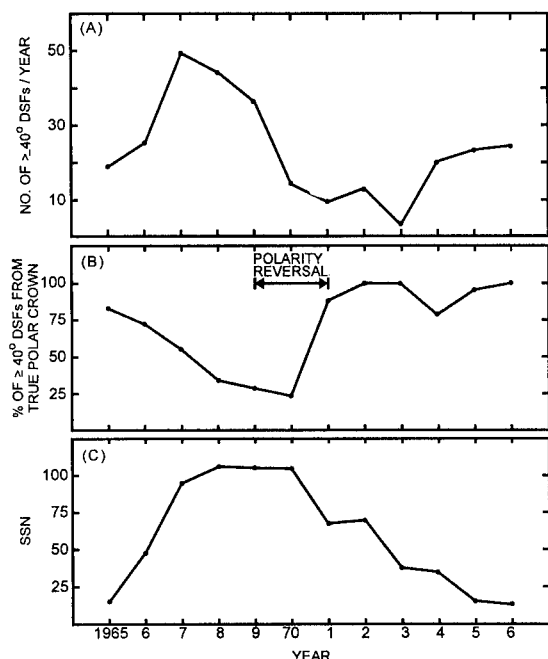 (A)
50
30
10
NO. OF ≥40° DSFs / YEAR
(B)
POLARITY
REVERSAL
100
75
50
25
% OF ≥ 40° DSFs FROM
TRUE POLAR CROWN
(C)
100
75
50
25
SSN
1965 6 7 8 9 70 1 2 3 4 5 6
YEAR